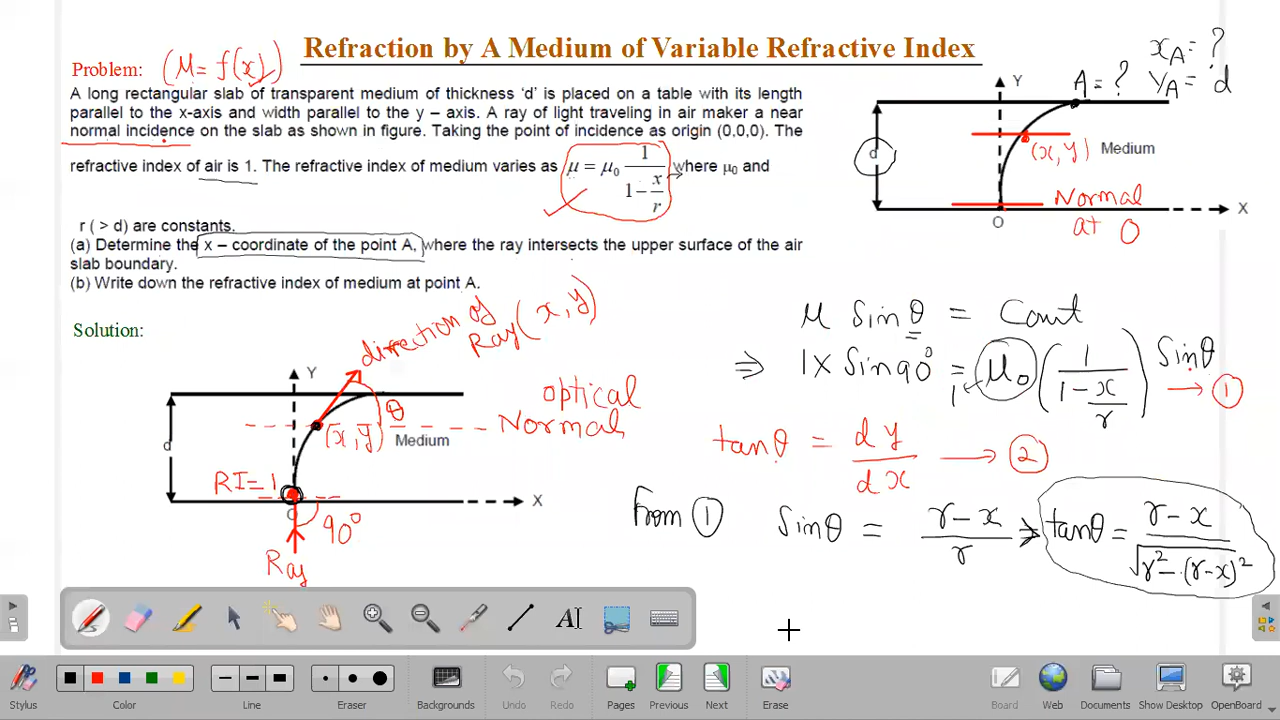 Refraction by A Medium of Variable Refractive Index
Problem: (μ = f(x))
A long rectangular slab of transparent medium of thickness 'd' is placed on a table with its length
parallel to the x-axis and width parallel to the y – axis. A ray of light traveling in air maker a near
normal incidence on the slab as shown in figure. Taking the point of incidence as origin (0,0,0). The
refractive index of air is 1. The refractive index of medium varies as μ = μ₀ 1/(1 - x/r) where μ₀ and
r ( > d) are constants.
(a) Determine the x – coordinate of the point A, where the ray intersects the upper surface of the air
slab boundary.
(b) Write down the refractive index of medium at point A.
x_A = ?
A = ? y_A = d
Y
d
(x, y) Medium
Normal
at O
O
X
Solution:
direction of
Ray (x, y)
Y
θ
optical
Normal
(x, y) Medium
d
RI = 1
X
O
90°
Ray
μ Sinθ = Const
⇒ 1 X Sin90° = μ₀ (1/(1 - x/r)) Sinθ → ①
1
tanθ = dy/dx → ②
From ① Sinθ = (r - x)/r ⇒ tanθ = (r - x)/√(r² - (r-x)²)
Stylus
Color
Line
Eraser
Backgrounds
Undo
Redo
Pages
Previous
Next
Erase
Board
Web
Documents
Show Desktop
OpenBoard